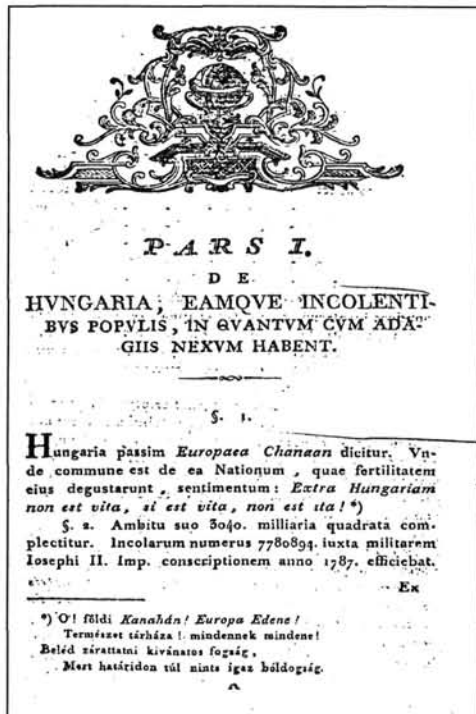 PARS I.
DE
HVNGARIA, EAMQVE INCOLENTI-
BVS POPVLIS, IN QVANTVM CVM ADA-
GIIS NEXVM HABENT.
§. 1.
Hungaria passim Europaea Chanaan dicitur. Vn-
de commune est de ea Nationum, quae fertilitatem
eius degustarunt, sentimentum: Extra Hungariam
non est vita, si est vita, non est ita! *)
§. 2. Ambitu suo 3040. milliaria quadrata com-
plectitur. Incolarum numerus 7780894. iuxta militarem
Iosephi II. Imp. conscriptionem anno 1787. efficiebat.
Ex
*) O! földi Kanahán! Europa Edene!
Természet tárháza! mindennek mindene!
Beléd zárattatni kivánatos fogság,
Mert határidon túl nints igaz bóldogság.